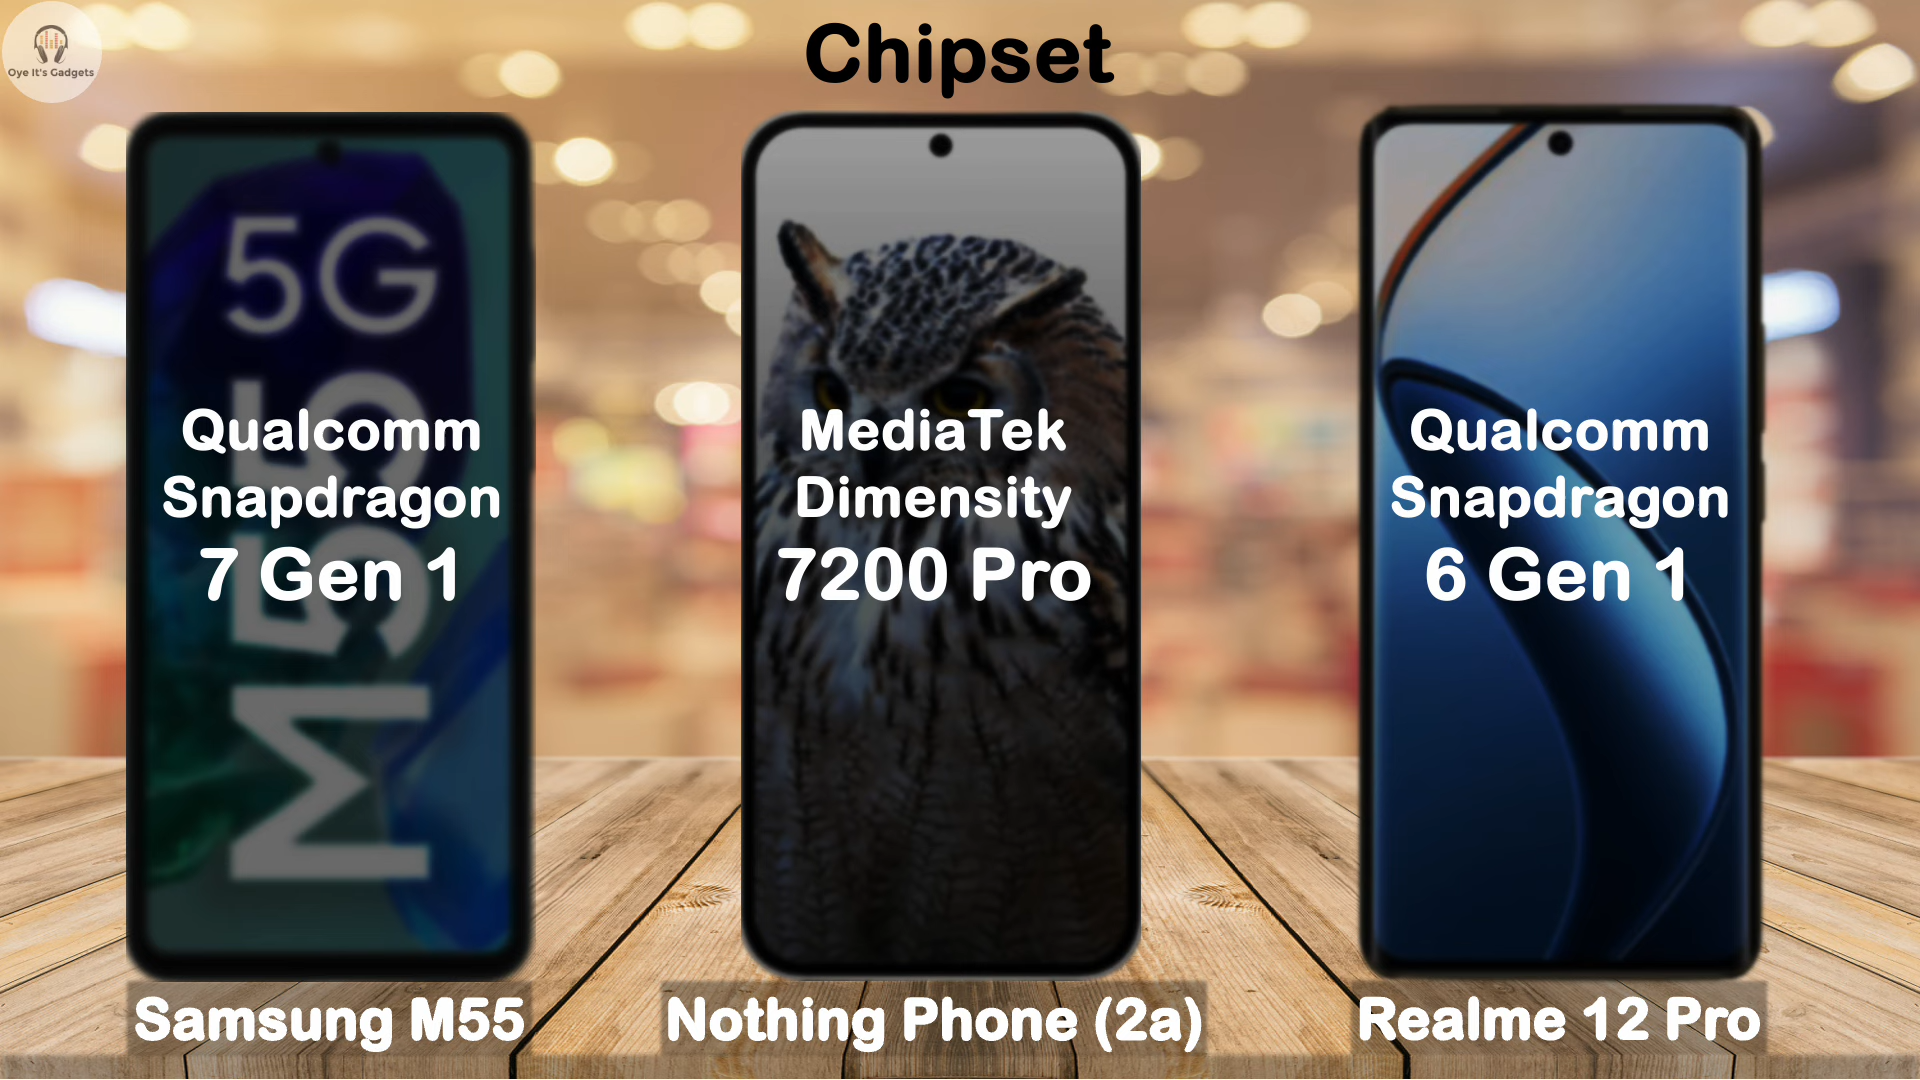 Oye It's Gadgets
Chipset
5G
M55
Qualcomm
Snapdragon
7 Gen 1
MediaTek
Dimensity
7200 Pro
Qualcomm
Snapdragon
6 Gen 1
Samsung M55
Nothing Phone (2a)
Realme 12 Pro